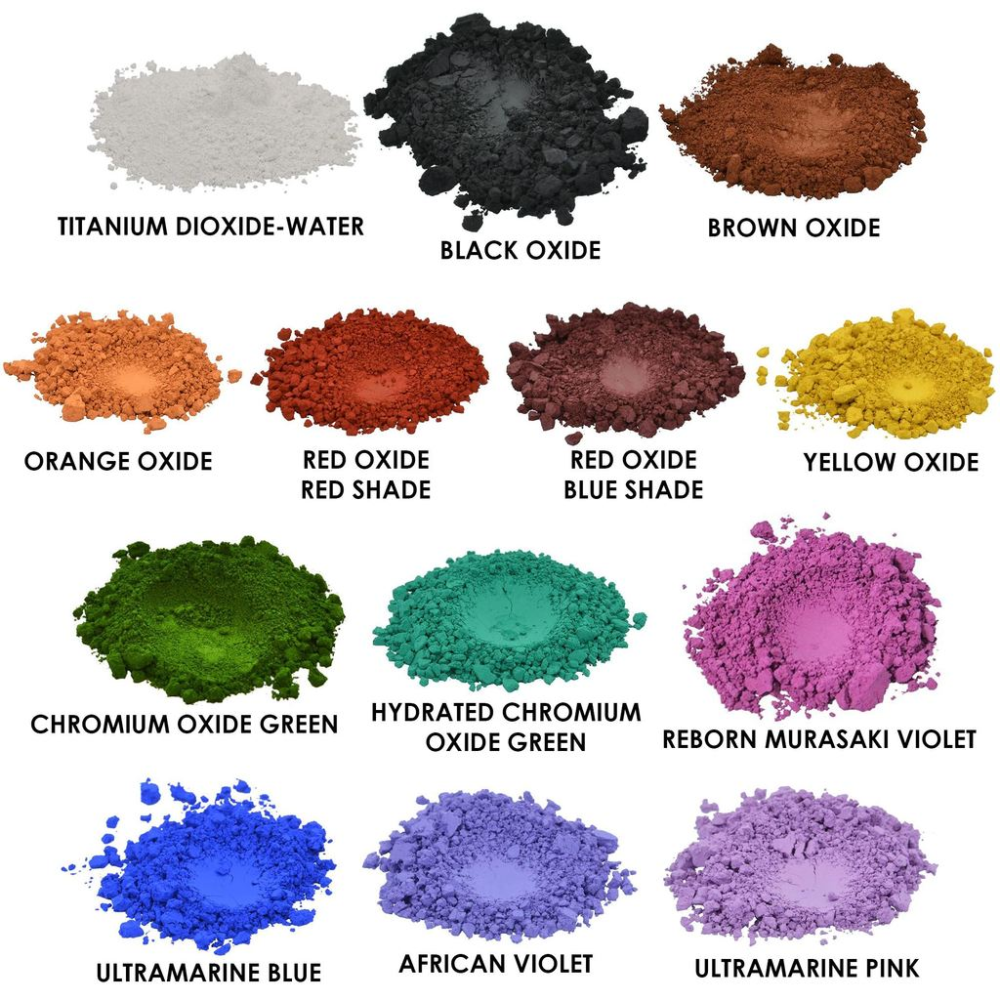 TITANIUM DIOXIDE-WATER
BLACK OXIDE
BROWN OXIDE
ORANGE OXIDE
RED OXIDE
RED SHADE
RED OXIDE
BLUE SHADE
YELLOW OXIDE
CHROMIUM OXIDE GREEN
HYDRATED CHROMIUM
OXIDE GREEN
REBORN MURASAKI VIOLET
ULTRAMARINE BLUE
AFRICAN VIOLET
ULTRAMARINE PINK